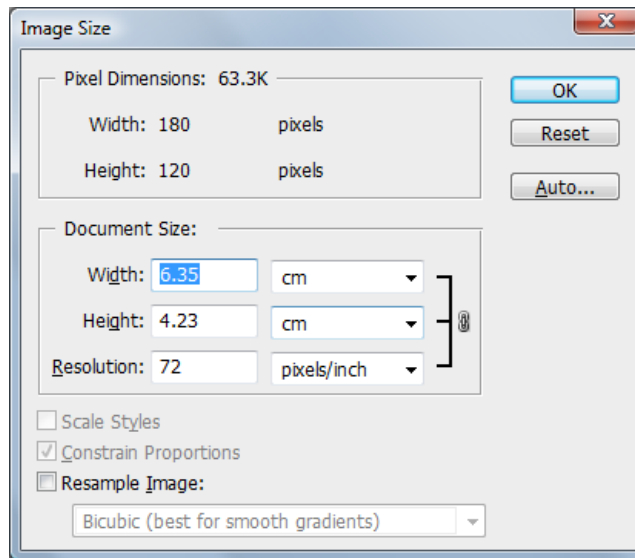 Image Size
X
Pixel Dimensions: 63.3K
Width: 180 pixels
Height: 120 pixels
OK
Reset
Auto...
Document Size:
Width: 6.35 cm
Height: 4.23 cm
Resolution: 72 pixels/inch
Scale Styles
Constrain Proportions
Resample Image:
Bicubic (best for smooth gradients)